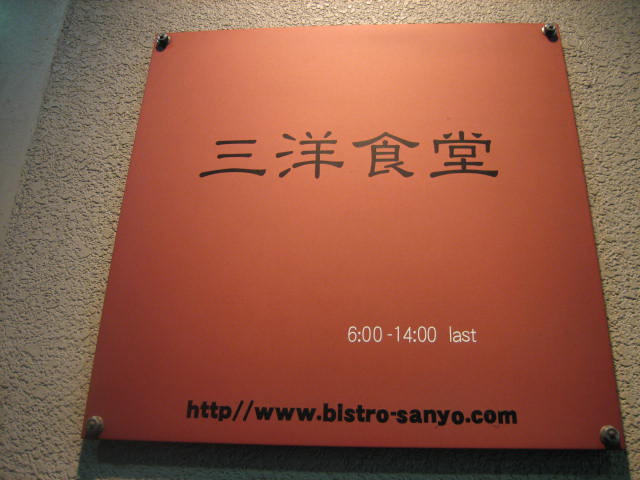 三洋食堂
6:00-14:00 last
http//www.bistro-sanyo.com